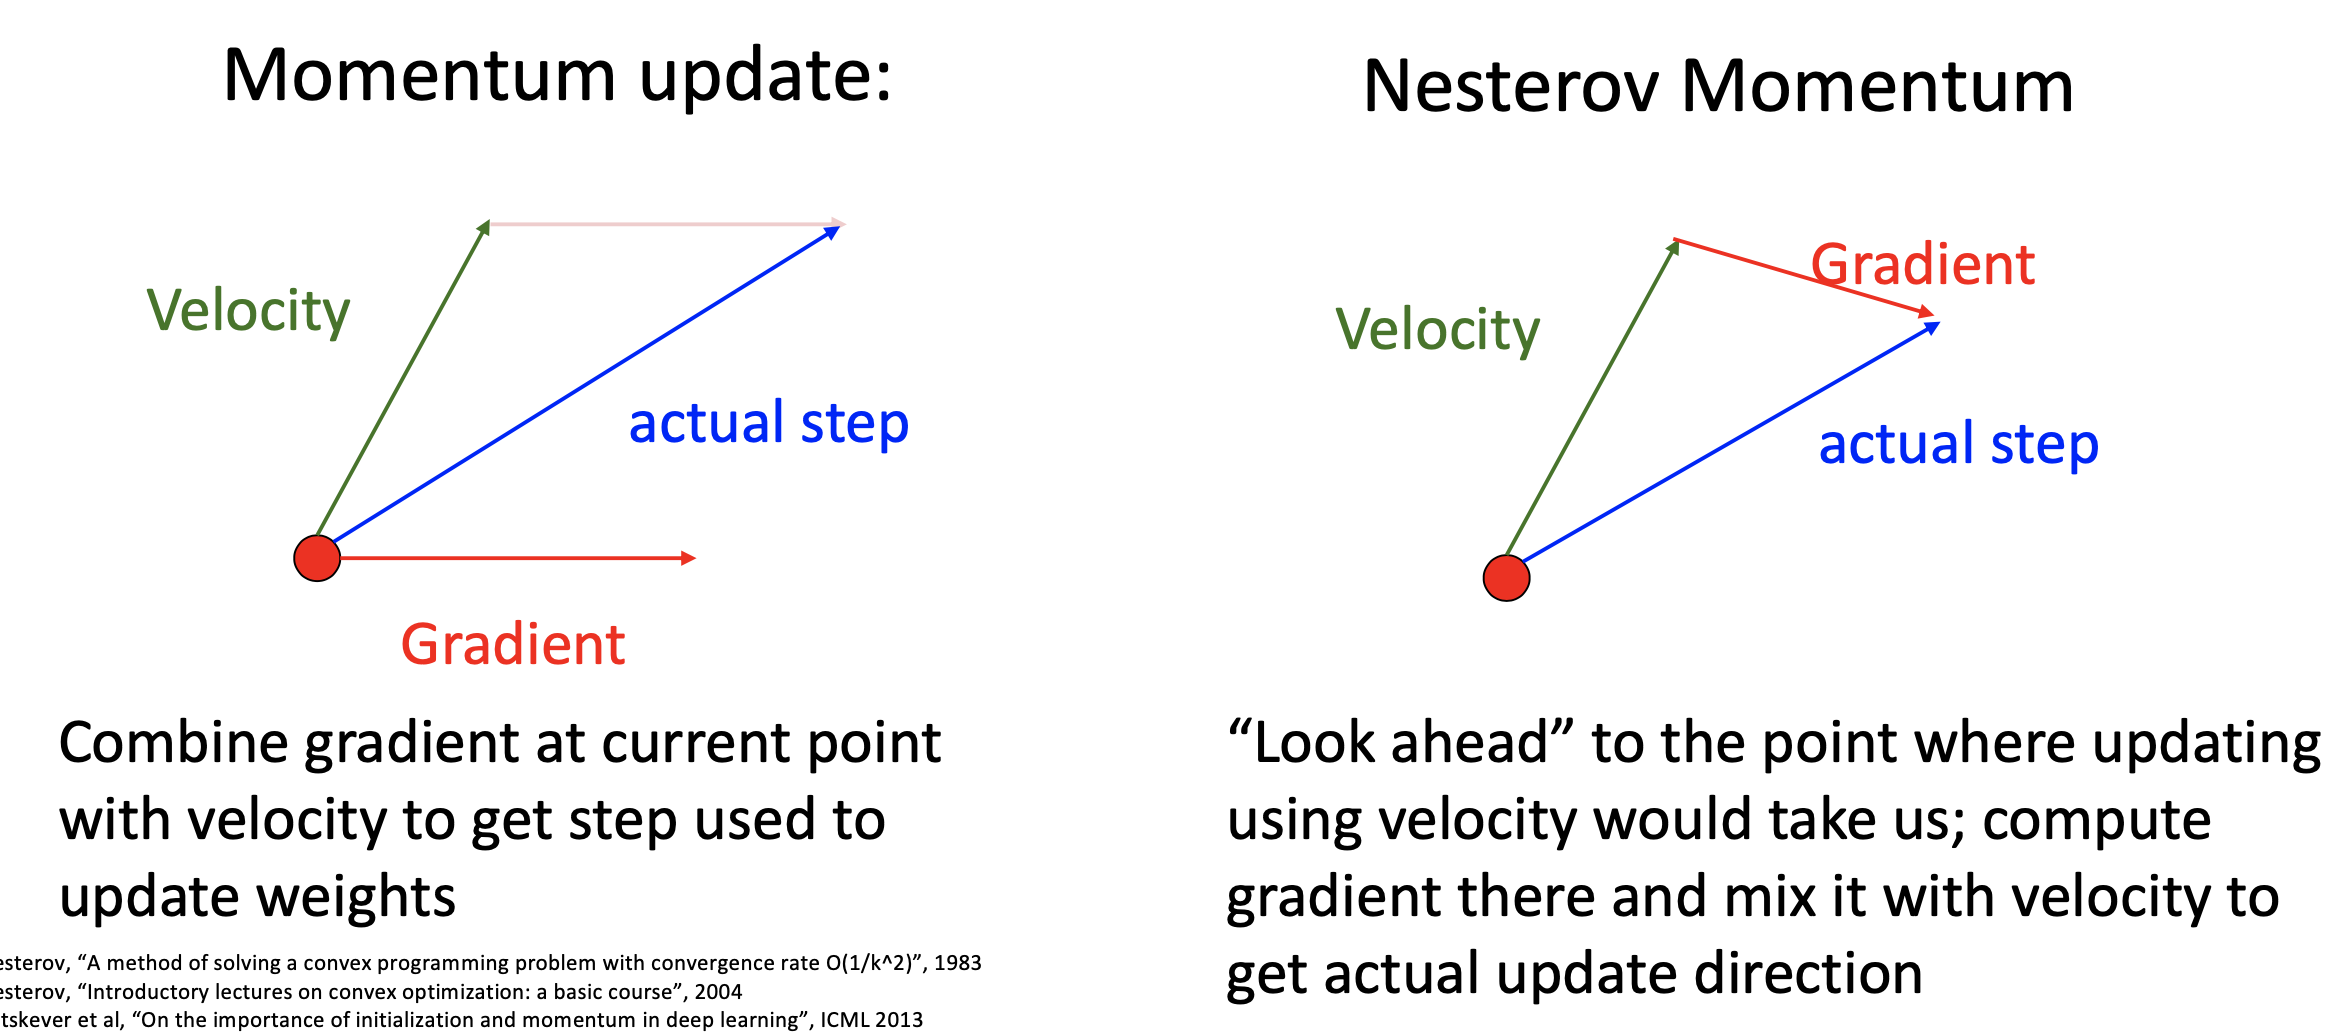 Momentum update:
Velocity
actual step
Gradient
Combine gradient at current point
with velocity to get step used to
update weights
esterov, “A method of solving a convex programming problem with convergence rate O(1/k^2)”, 1983
esterov, “Introductory lectures on convex optimization: a basic course”, 2004
tskever et al, “On the importance of initialization and momentum in deep learning”, ICML 2013
Nesterov Momentum
Gradient
Velocity
actual step
“Look ahead” to the point where updating
using velocity would take us; compute
gradient there and mix it with velocity to
get actual update direction